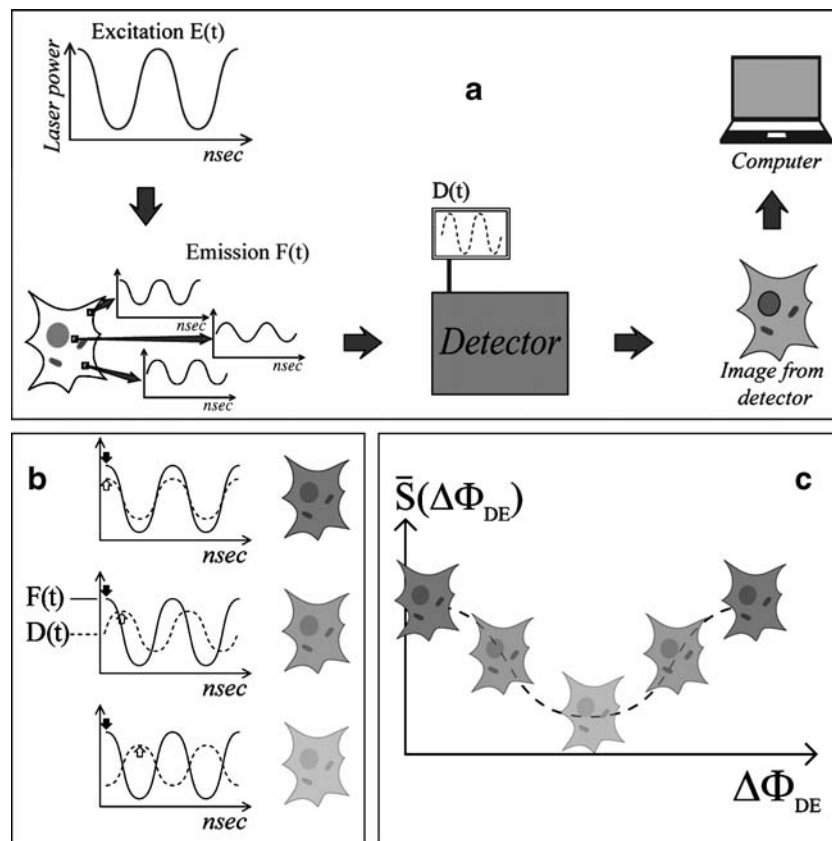 Excitation E(t)
Laser power
nsec
a
Computer
D(t)
Emission F(t)
nsec
nsec
nsec
Detector
Image from
detector
b
nsec
F(t)
D(t)
nsec
nsec
c
S̅(ΔΦDE)
ΔΦDE